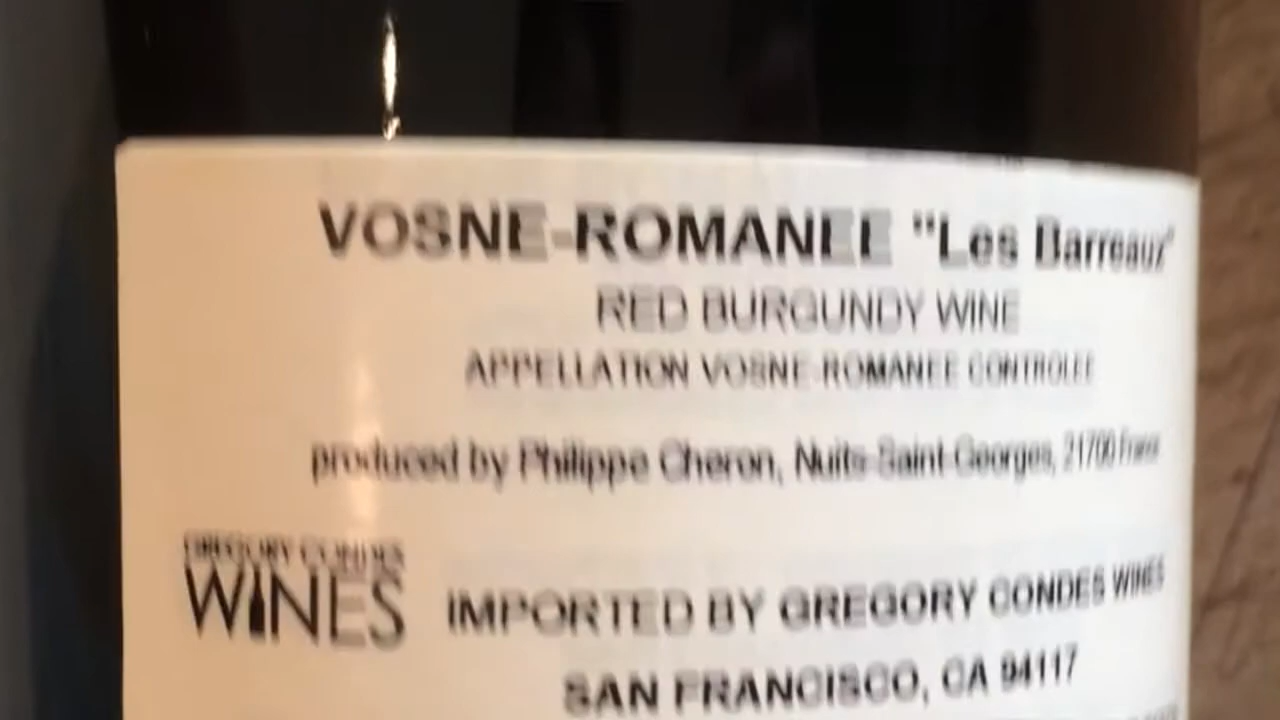 VOSNE-ROMANEE "Les Barreaux"
RED BURGUNDY WINE
APPELLATION VOSNE-ROMANEE CONTROLEE
produced by Philippe Cheron, Nuits-Saint-Georges, 21700 France
GREGORY CONDES
WINES
IMPORTED BY GREGORY CONDES WINES
SAN FRANCISCO, CA 94117